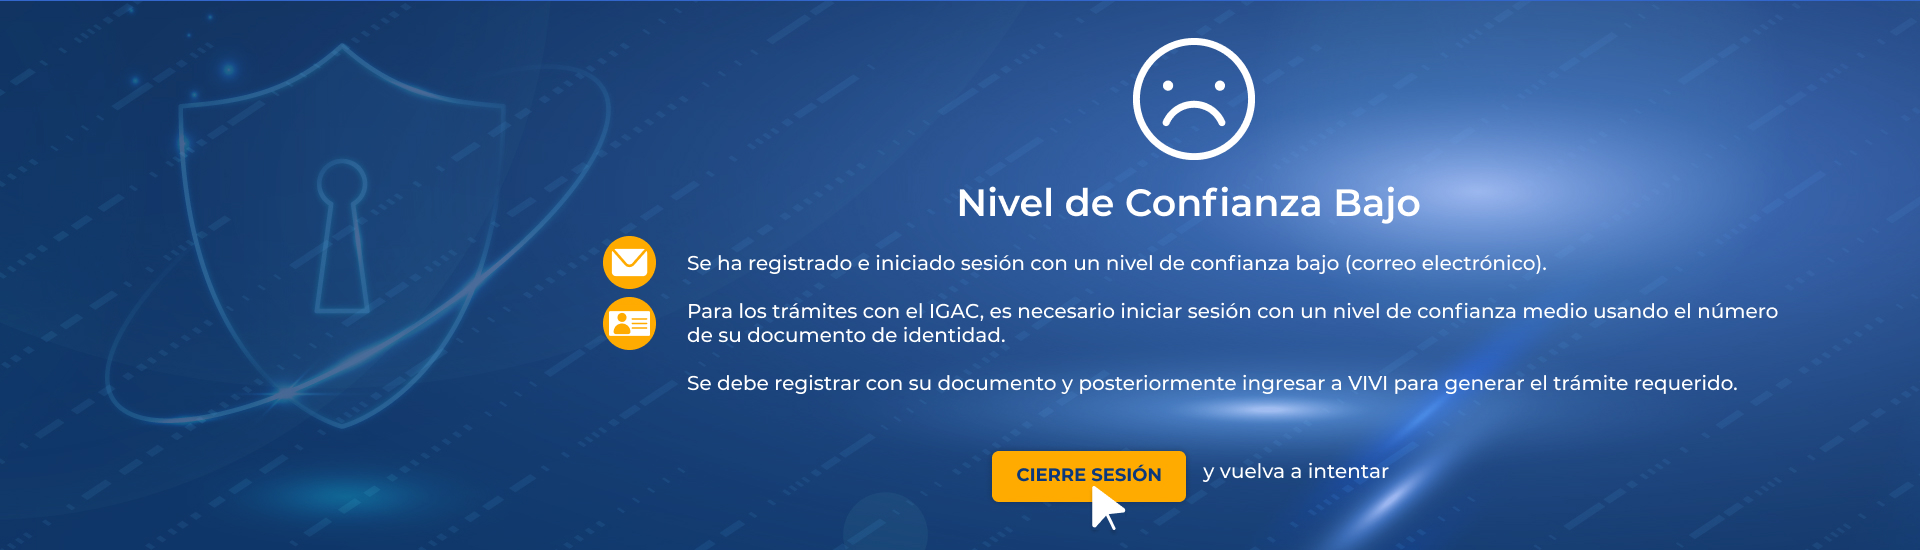 Nivel de Confianza Bajo
Se ha registrado e iniciado sesión con un nivel de confianza bajo (correo electrónico).
Para los trámites con el IGAC, es necesario iniciar sesión con un nivel de confianza medio usando el número
de su documento de identidad.
Se debe registrar con su documento y posteriormente ingresar a VIVI para generar el trámite requerido.
CIERRE SESIÓN y vuelva a intentar